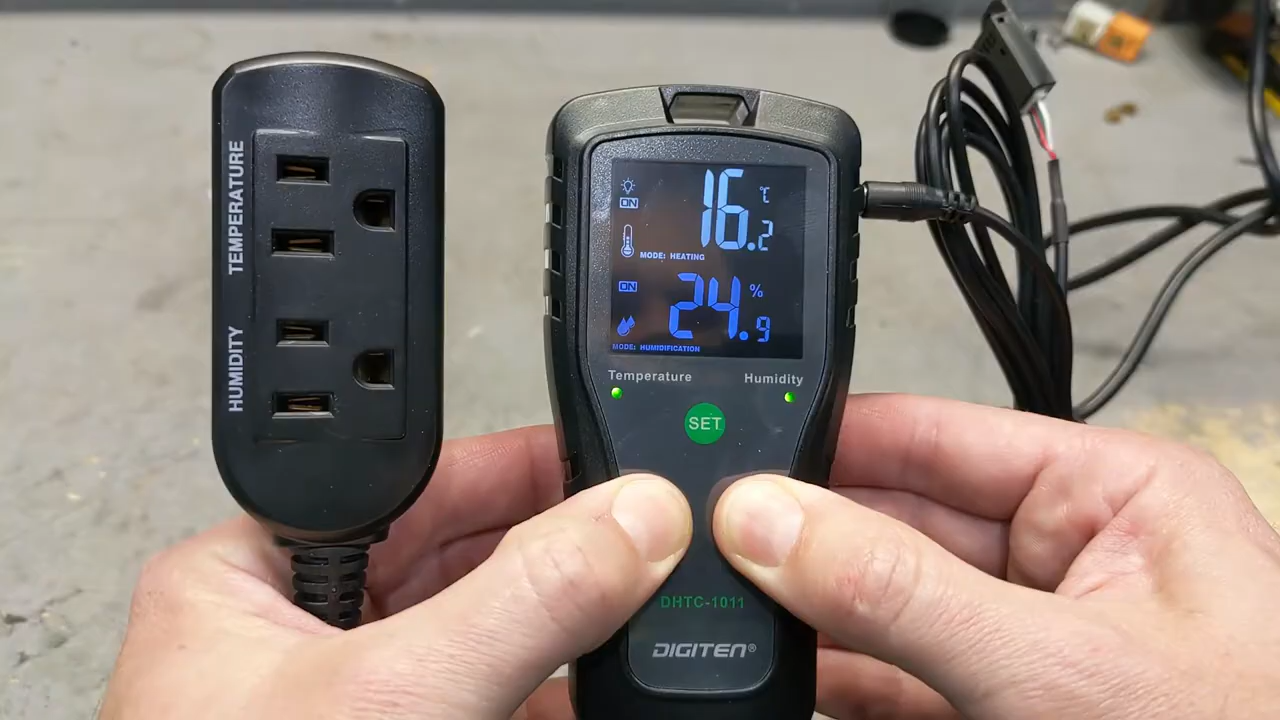 TEMPERATURE
HUMIDITY
ON
16.2 ℃
MODE: HEATING
ON
24.9 %
MODE: HUMIDIFICATION
Temperature Humidity
SET
DHTC-1011
DIGITEN®